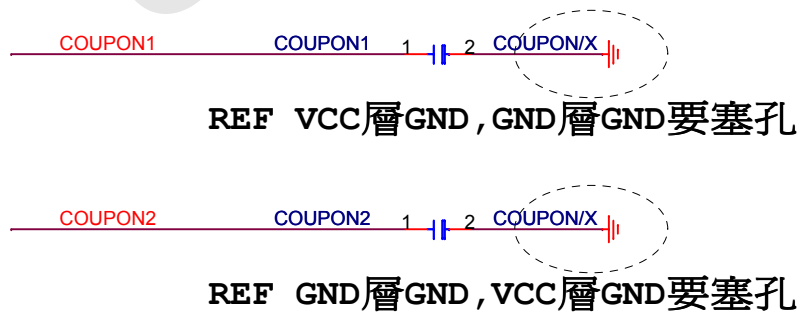 COUPON1 COUPON1 1 2 COUPON/X
REF VCC層GND,GND層GND要塞孔
COUPON2 COUPON2 1 2 COUPON/X
REF GND層GND,VCC層GND要塞孔